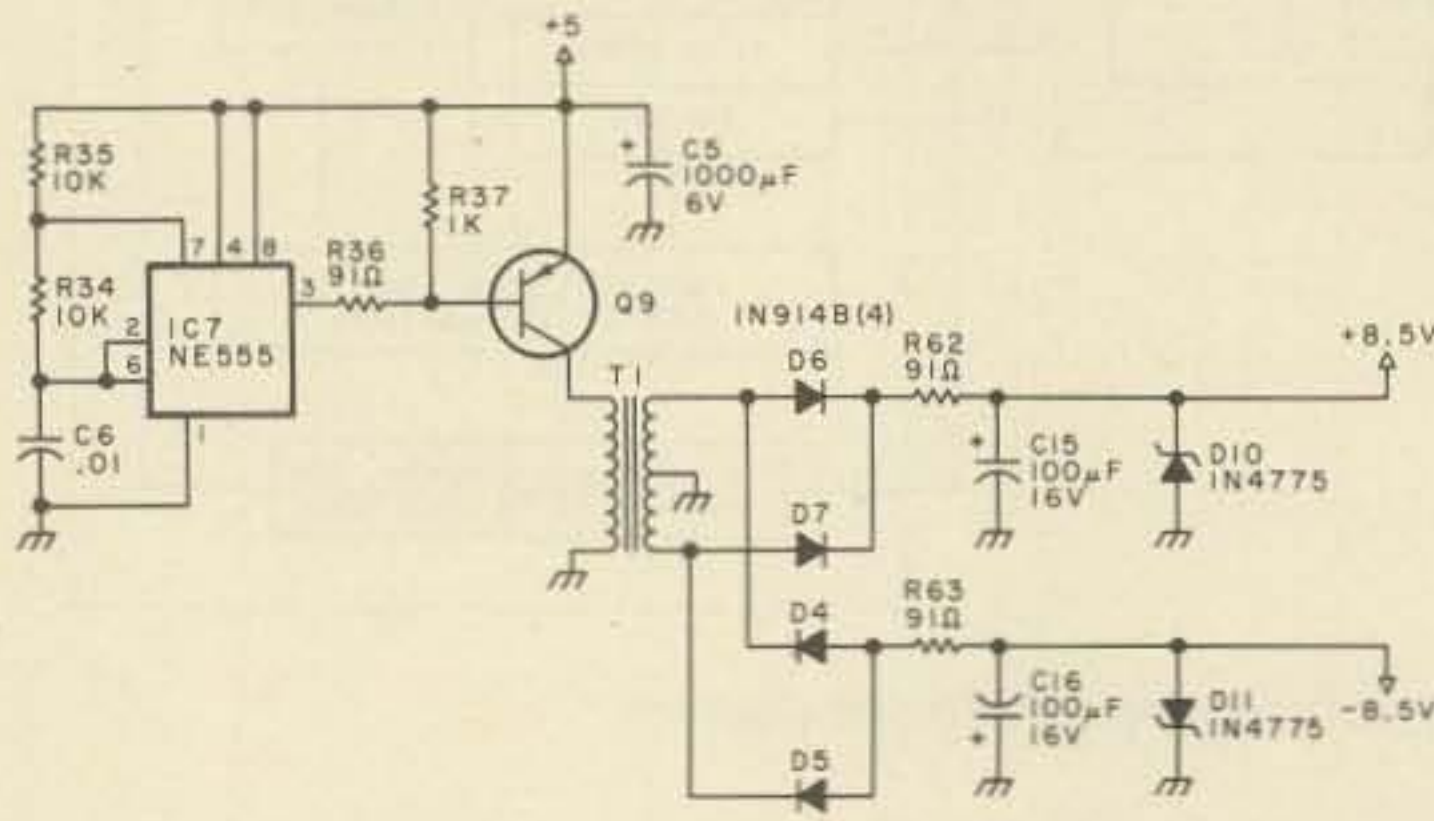 +5
R35
10K
R37
1K
+
C5
1000µF
6V
7 4 8
R36
91Ω
3
R34
10K
2
6
IC7
NE555
Q9
1N914B(4)
+8.5V
D6
R62
91Ω
T1
1
C6
.01
+
C15
100µF
16V
D10
1N4775
D7
D4
R63
91Ω
C16
100µF
16V
+
D11
1N4775
-8.5V
D5